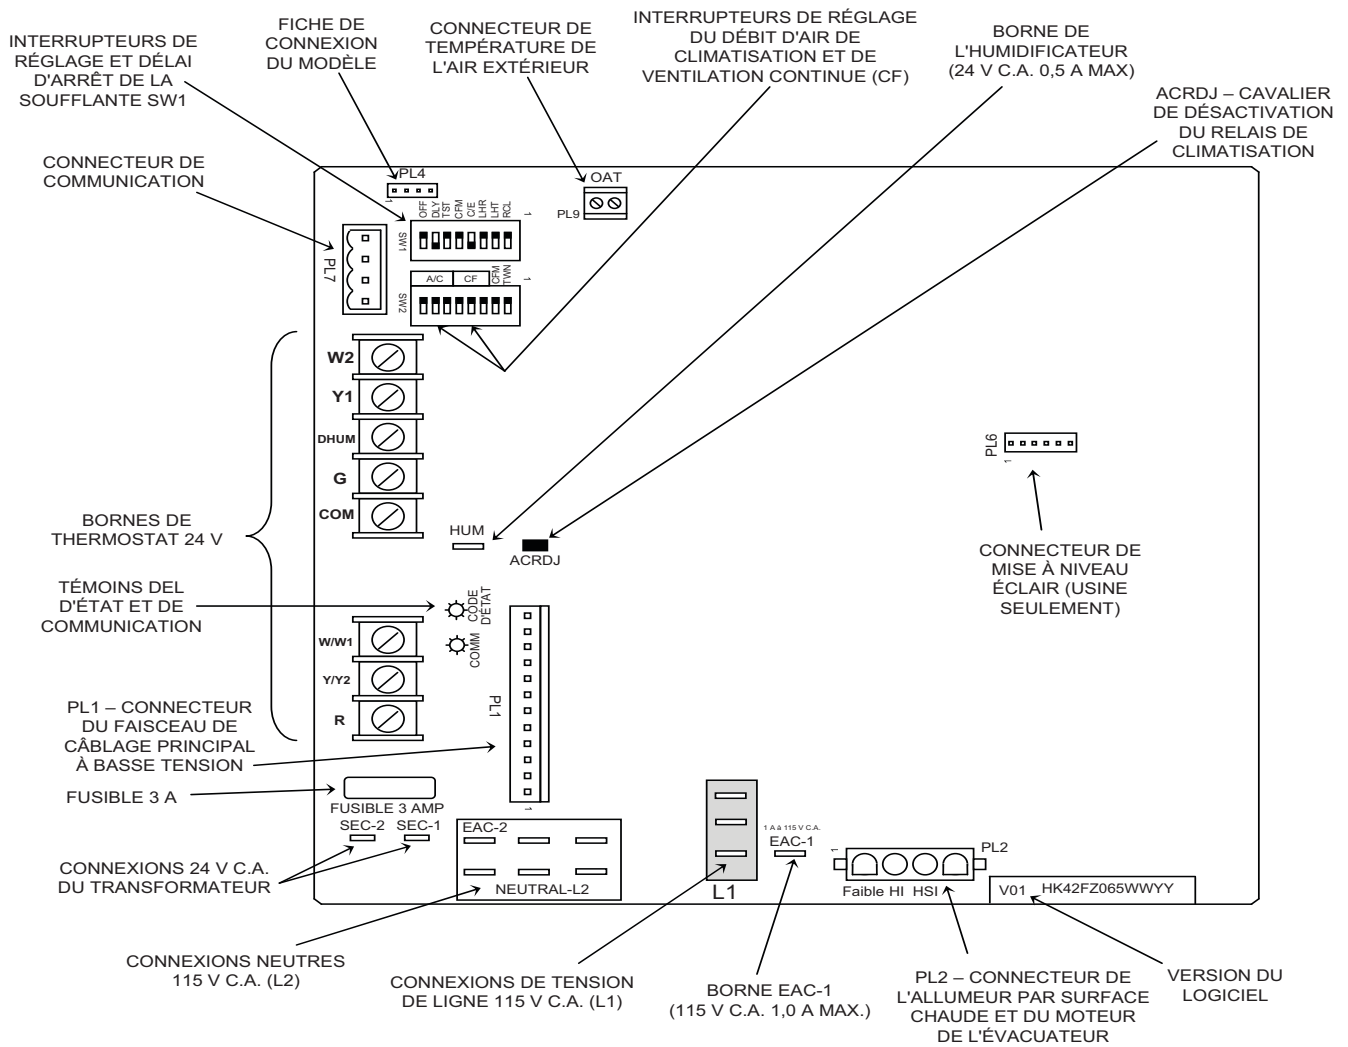 INTERRUPTEURS DE
RÉGLAGE ET DÉLAI
D'ARRÊT DE LA
SOUFFLANTE SW1
FICHE DE
CONNEXION
DU MODÈLE
CONNECTEUR DE
TEMPÉRATURE DE
L'AIR EXTÉRIEUR
INTERRUPTEURS DE RÉGLAGE
DU DÉBIT D'AIR DE
CLIMATISATION ET DE
VENTILATION CONTINUE (CF)
BORNE DE
L'HUMIDIFICATEUR
(24 V C.A. 0,5 A MAX)
ACRDJ – CAVALIER
DE DÉSACTIVATION
DU RELAIS DE
CLIMATISATION
CONNECTEUR DE
COMMUNICATION
PL4
1
OAT
PL9
OFF
DLY
TST
CFM
C/E
LHR
LHT
RCL
1
SW1
PL7
A/C
CF
CFM
TWN
1
SW2
W2
Y1
DHUM
G
COM
PL6
1
HUM
ACRDJ
BORNES DE
THERMOSTAT 24 V
CONNECTEUR DE
MISE À NIVEAU
ÉCLAIR (USINE
SEULEMENT)
TÉMOINS DEL
D'ÉTAT ET DE
COMMUNICATION
CODE
D'ÉTAT
COMM
W/W1
Y/Y2
R
PL1
1
PL1 – CONNECTEUR
DU FAISCEAU DE
CÂBLAGE PRINCIPAL
À BASSE TENSION
FUSIBLE 3 A
FUSIBLE 3 AMP
SEC-2
SEC-1
EAC-2
NEUTRAL-L2
L1
1 A à 115 V C.A.
EAC-1
1
PL2
Faible HI HSI
V01
HK42FZ065WWYY
CONNEXIONS 24 V C.A.
DU TRANSFORMATEUR
CONNEXIONS NEUTRES
115 V C.A. (L2)
CONNEXIONS DE TENSION
DE LIGNE 115 V C.A. (L1)
BORNE EAC-1
(115 V C.A. 1,0 A MAX.)
PL2 – CONNECTEUR DE
L'ALLUMEUR PAR SURFACE
CHAUDE ET DU MOTEUR
DE L'ÉVACUATEUR
VERSION DU
LOGICIEL